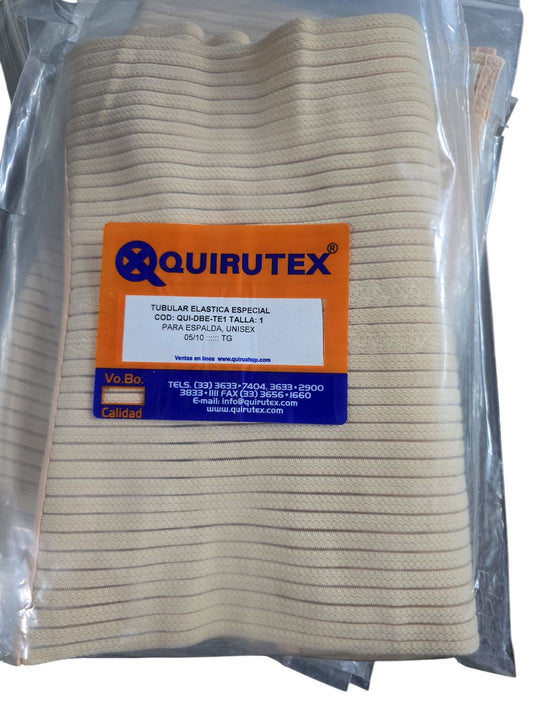 QUIRUTEX®
TUBULAR ELASTICA ESPECIAL
COD: QUI-DBE-TE1 TALLA: 1
PARA ESPALDA, UNISEX
05/10 :::::: TG
Ventas en línea www.quirushop.com
Vo.Bo.
Calidad
TELS. (33) 3633•7404, 3633•2900
3833•1111 FAX (33) 3656•1660
E-mail: info@quirutex.com
www.quirutex.com